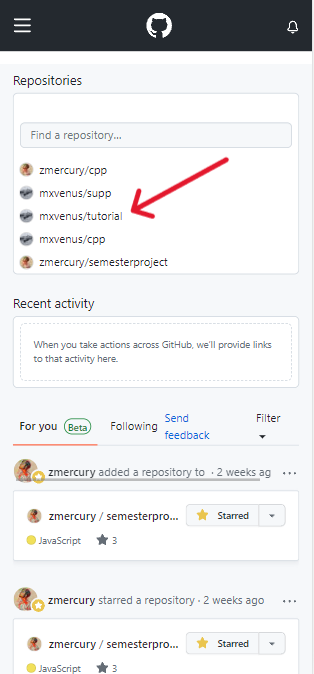 Repositories
Find a repository...
zmercury/cpp
mxvenus/supp
mxvenus/tutorial
mxvenus/cpp
zmercury/semesterproject
Recent activity
When you take actions across GitHub, we'll provide links
to that activity here.
For you Beta Following Send feedback Filter
zmercury added a repository to · 2 weeks ag ...
zmercury / semesterpro... Starred
JavaScript 3
zmercury starred a repository · 2 weeks ago ...
zmercury / semesterpro... Starred
JavaScript 3